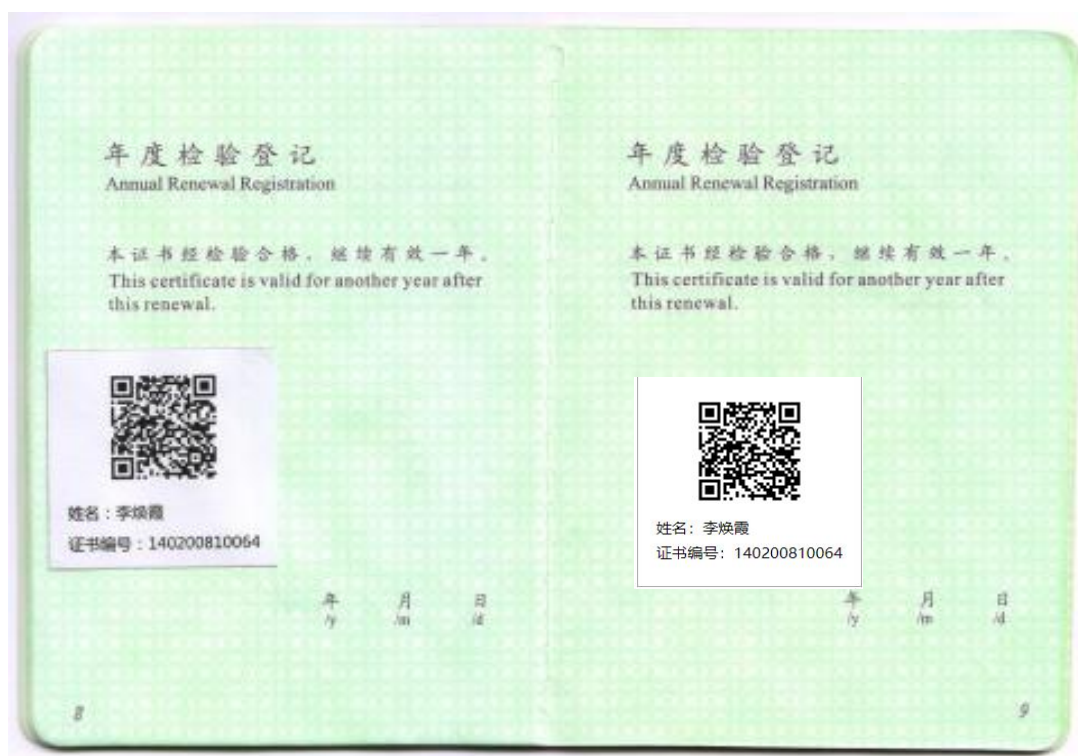 年度检验登记
Annual Renewal Registration
本证书经检验合格，继续有效一年。
This certificate is valid for another year after
this renewal.
姓名：李焕霞
证书编号：140200810064
年 月 日
/y /m /d
8
年度检验登记
Annual Renewal Registration
本证书经检验合格，继续有效一年。
This certificate is valid for another year after
this renewal.
姓名：李焕霞
证书编号：140200810064
年 月 日
/y /m /d
9